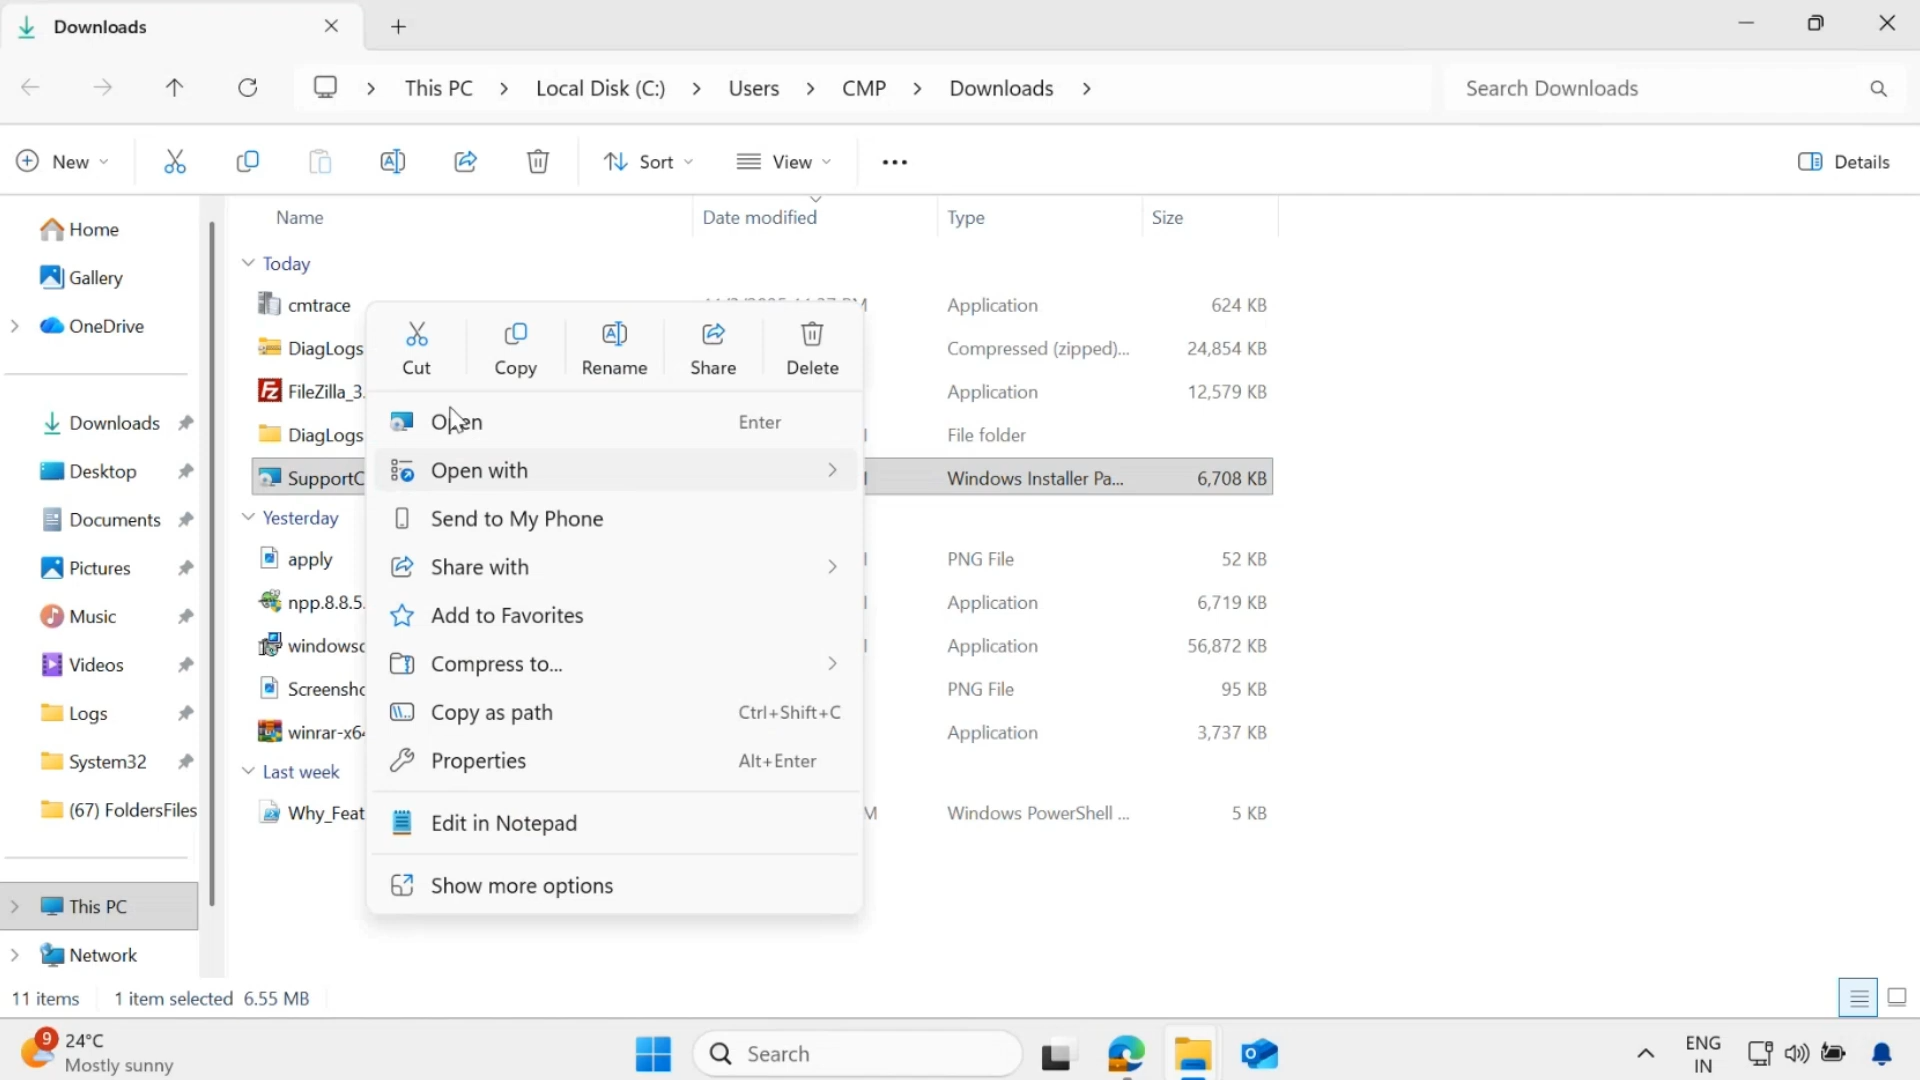 Downloads
This PC
Local Disk (C:)
Users
CMP
Downloads
Search Downloads
New
Sort
View
Details
Home
Gallery
OneDrive
Downloads
Desktop
Documents
Pictures
Music
Videos
Logs
System32
(67) FoldersFiles
This PC
Network
Name Date modified Type Size
Today
cmtrace Application 624 KB
DiagLogs Compressed (zipped)... 24,854 KB
FileZilla_3. Application 12,579 KB
DiagLogs File folder
SupportC Windows Installer Pa... 6,708 KB
Yesterday
apply PNG File 52 KB
npp.8.8.5. Application 6,719 KB
Application 56,872 KB
PNG File 95 KB
Application 3,737 KB
Last week
Why_Feat Windows PowerShell ... 5 KB
Cut Copy Rename Share Delete
Open Enter
Open with
Send to My Phone
Share with
Add to Favorites
Compress to...
Copy as path Ctrl+Shift+C
Properties Alt+Enter
Edit in Notepad
Show more options
11 items 1 item selected 6.55 MB
9
24°C
Mostly sunny
Search
ENG
IN